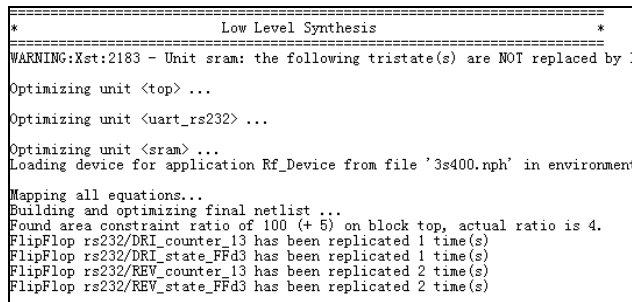 =========================================================================
*                            Low Level Synthesis                            *
=========================================================================
WARNING:Xst:2183 - Unit sram: the following tristate(s) are NOT replaced by
Optimizing unit <top> ...
Optimizing unit <uart_rs232> ...
Optimizing unit <sram> ...
Loading device for application Rf_Device from file '3s400.nph' in environment
Mapping all equations...
Building and optimizing final netlist ...
Found area constraint ratio of 100 (+ 5) on block top, actual ratio is 4.
FlipFlop rs232/DRI_counter_13 has been replicated 1 time(s)
FlipFlop rs232/DRI_state_FFd3 has been replicated 1 time(s)
FlipFlop rs232/REV_counter_13 has been replicated 2 time(s)
FlipFlop rs232/REV_state_FFd3 has been replicated 2 time(s)